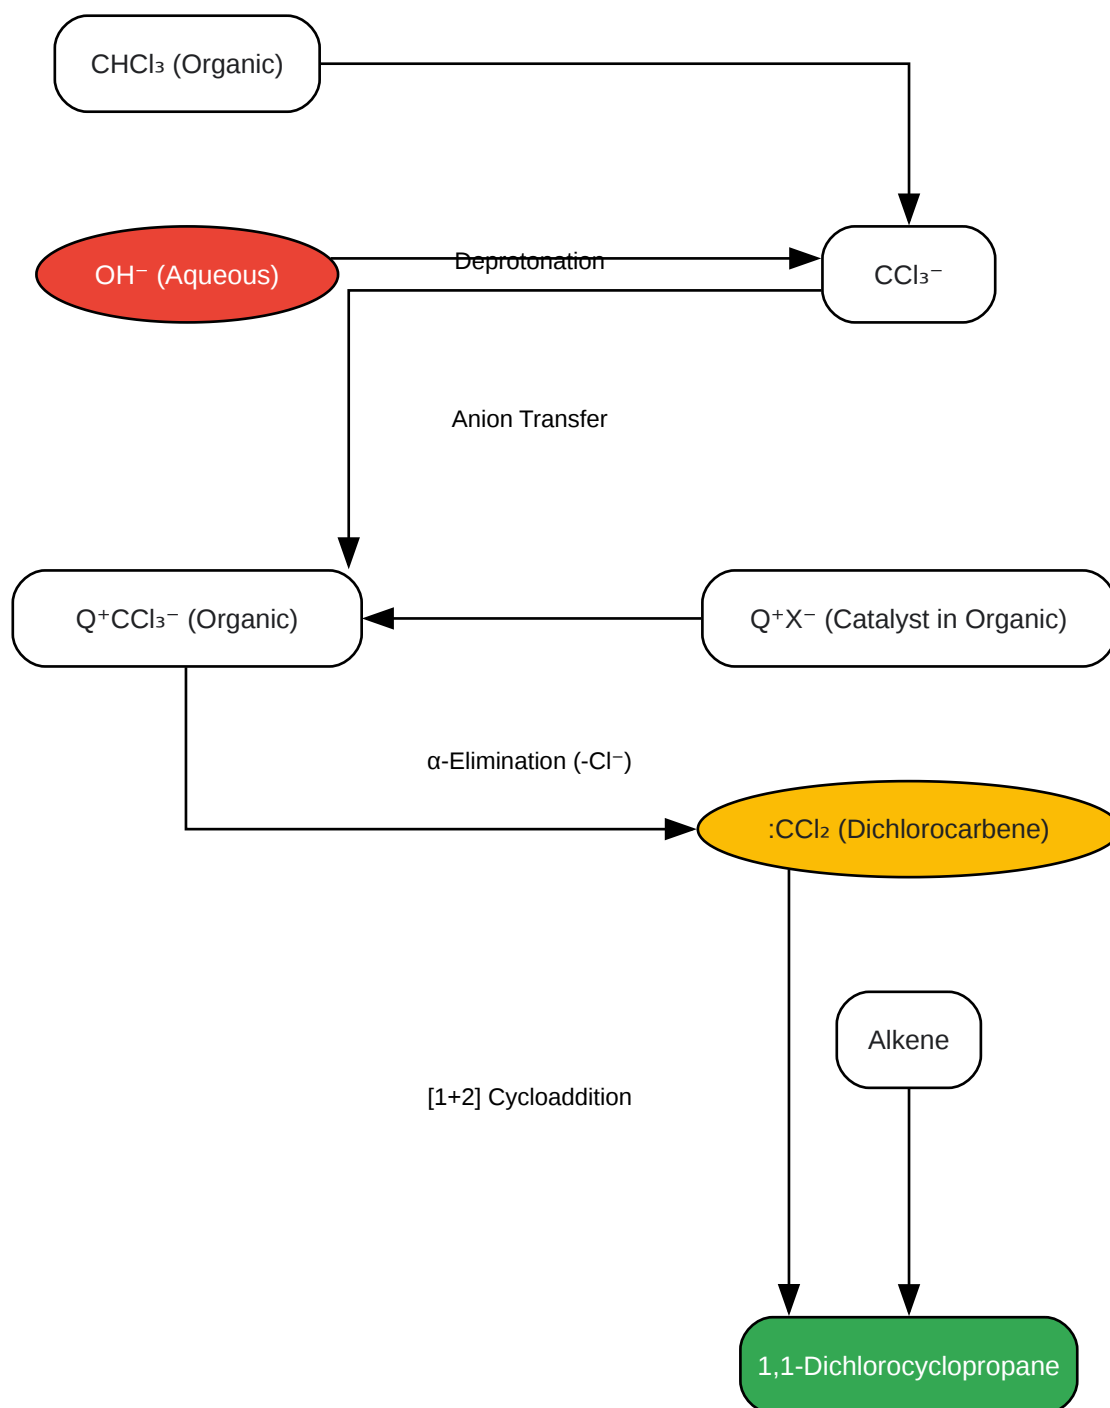 CHCl₃ (Organic)
OH⁻ (Aqueous)
Deprotonation
CCl₃⁻
Anion Transfer
Q⁺CCl₃⁻ (Organic)
Q⁺X⁻ (Catalyst in Organic)
α-Elimination (-Cl⁻)
:CCl₂ (Dichlorocarbene)
Alkene
[1+2] Cycloaddition
1,1-Dichlorocyclopropane